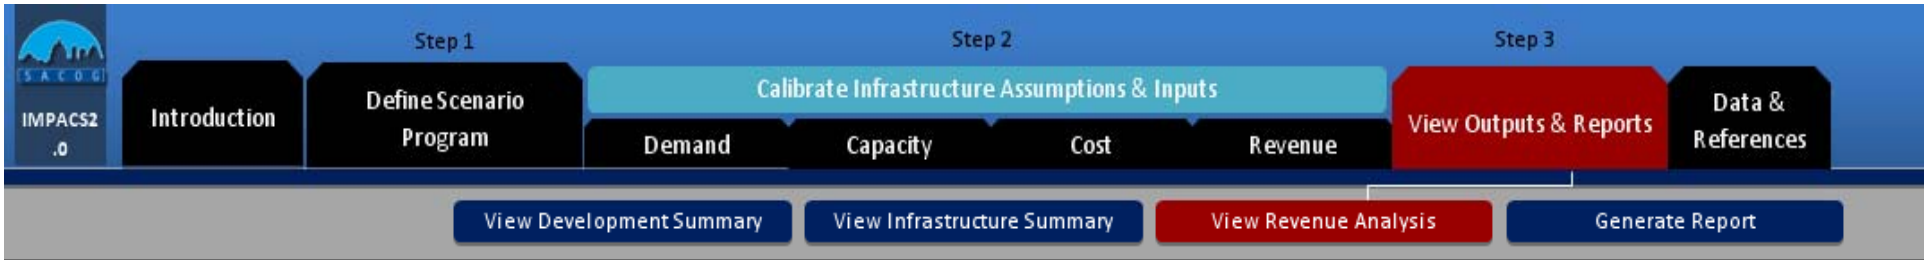 Step 1
Step 2
Step 3
SACOG
IMPACS2
.0
Introduction
Define Scenario
Program
Calibrate Infrastructure Assumptions & Inputs
Demand
Capacity
Cost
Revenue
View Outputs & Reports
Data &
References
View Development Summary
View Infrastructure Summary
View Revenue Analysis
Generate Report